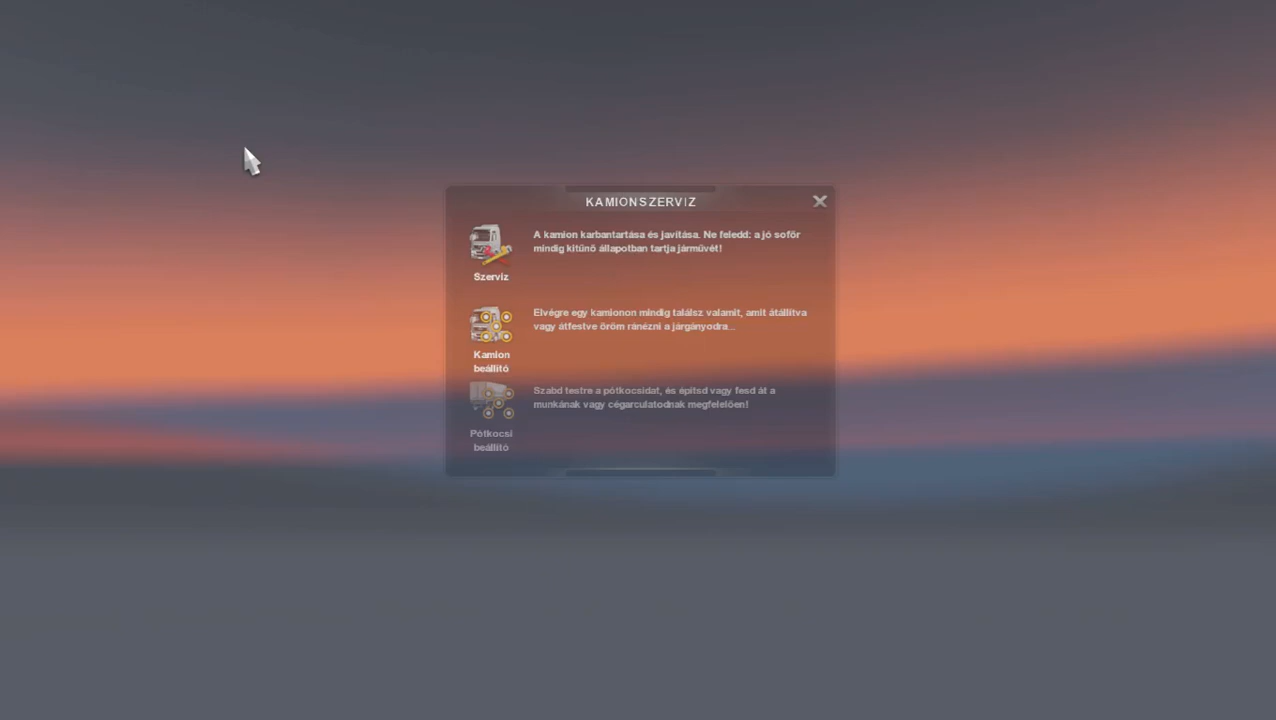 KAMIONSZERVIZ
A kamion karbantartása és javítása. Ne feledd: a jó sofőr
mindig kitűnő állapotban tartja járművét!
Szerviz
Elvégre egy kamionon mindig találsz valamit, amit átállítva
vagy átfestve öröm ránézni a járgányodra...
Kamion
beállító
Szabd testre a pótkocsidat, és építsd vagy fesd át a
munkának vagy cégarculatodnak megfelelően!
Pótkocsi
beállító